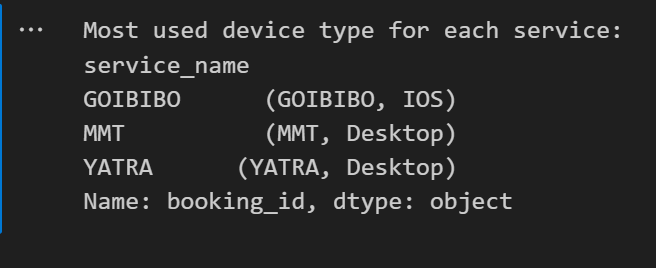 Most used device type for each service:
service_name
GOIBIBO      (GOIBIBO, IOS)
MMT          (MMT, Desktop)
YATRA      (YATRA, Desktop)
Name: booking_id, dtype: object